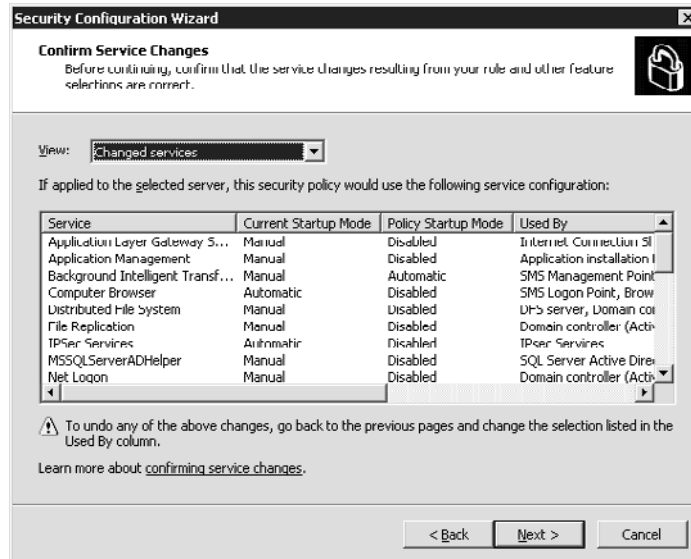 Security Configuration Wizard
Confirm Service Changes
Before continuing, confirm that the service changes resulting from your role and other feature
selections are correct.
View: Changed services
If applied to the selected server, this security policy would use the following service configuration:
Service Current Startup Mode Policy Startup Mode Used By
Application Layer Gateway S... Manual Disabled Internet Connection
Application Management Manual Disabled Application installation
Background Intelligent Transf... Manual Automatic SMS Management Point
Computer Browser Automatic Disabled SMS Logon Point, Brow
Distributed File System Manual Disabled DFS server, Domain
File Replication Manual Disabled Domain controller (Acti
IPSec Services Automatic Disabled IPsec Services
MSSQLServerADHelper Manual Disabled SQL Server Active Dire
Net Logon Manual Disabled Domain controller (Acti
To undo any of the above changes, go back to the previous pages and change the selection listed in the
Used By column.
Learn more about confirming service changes.
< Back Next > Cancel